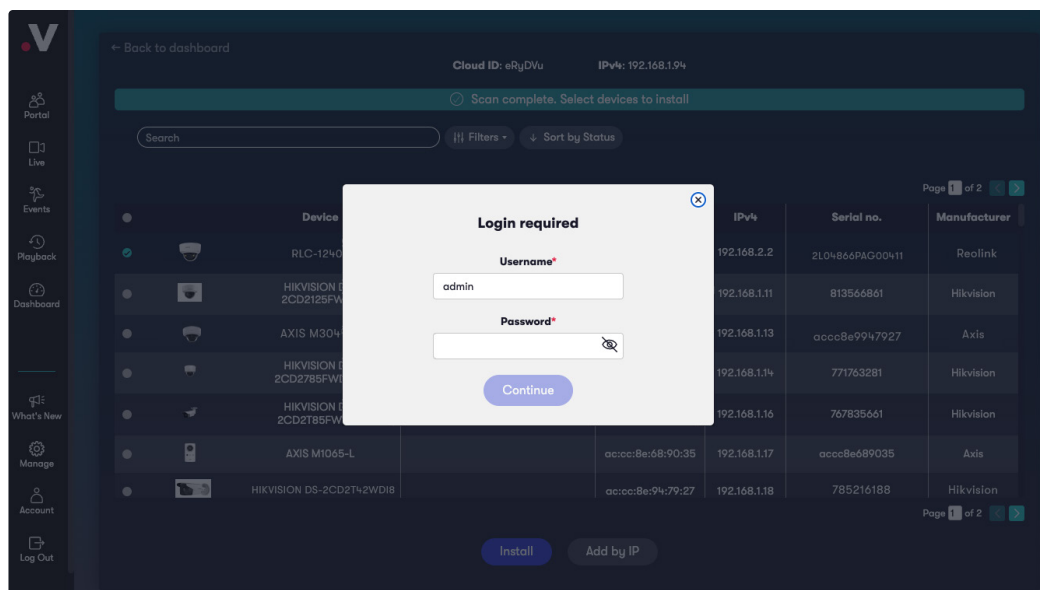 V
← Back to dashboard
Cloud ID: eRyDVu IPv4: 192.168.1.94
Scan complete. Select devices to install
Search Filters Sort by Status
Page 1 of 2
Device IPv4 Serial no. Manufacturer
RLC-1240 192.168.2.2 2L04866PAG00411 Reolink
HIKVISION D
2CD2125FW 192.168.1.11 813566861 Hikvision
AXIS M304 192.168.1.13 accc8e9947927 Axis
HIKVISION D
2CD2785FWD 192.168.1.14 771763281 Hikvision
HIKVISION D
2CD2T85FW 192.168.1.16 767835661 Hikvision
AXIS M1065-L ac:cc:8e:68:90:35 192.168.1.17 accc8e689035 Axis
HIKVISION DS-2CD2T42WDI8 ac:cc:8e:94:79:27 192.168.1.18 785216188 Hikvision
Page 1 of 2
Install Add by IP
Login required
Username*
admin
Password*
Continue
Portal
Live
Events
Playback
Dashboard
What's New
Manage
Account
Log Out